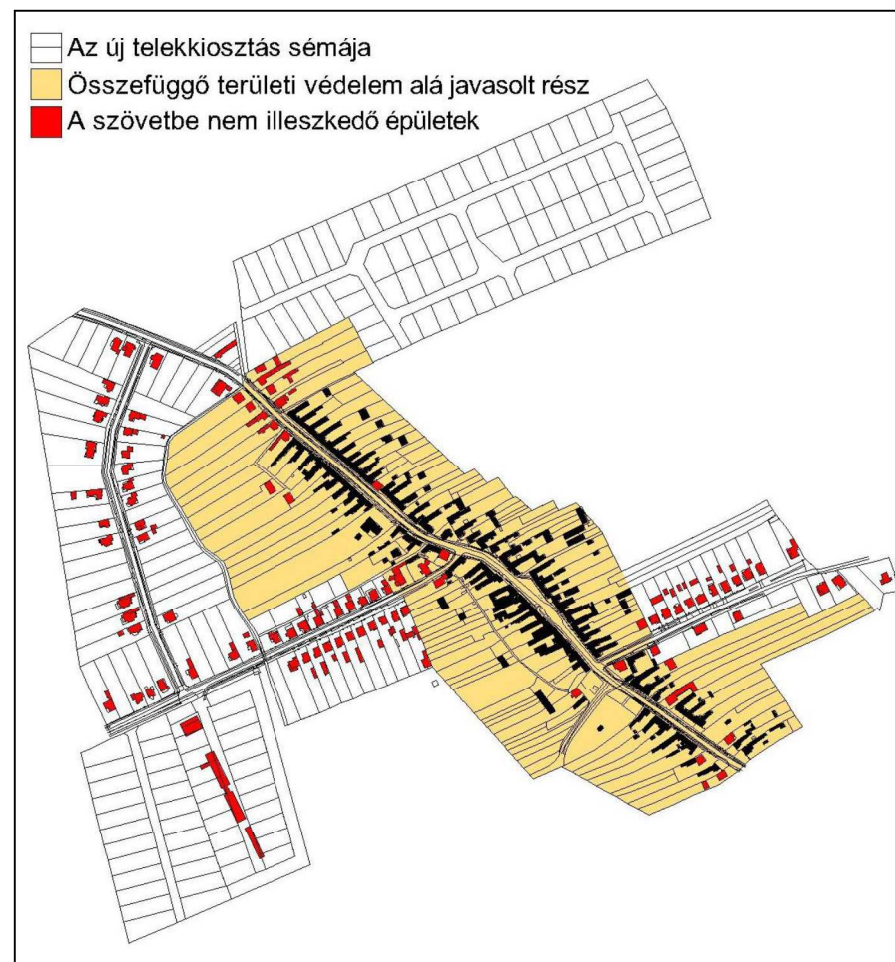 Az új telekkiosztás sémája
Összefüggő területi védelem alá javasolt rész
A szövetbe nem illeszkedő épületek